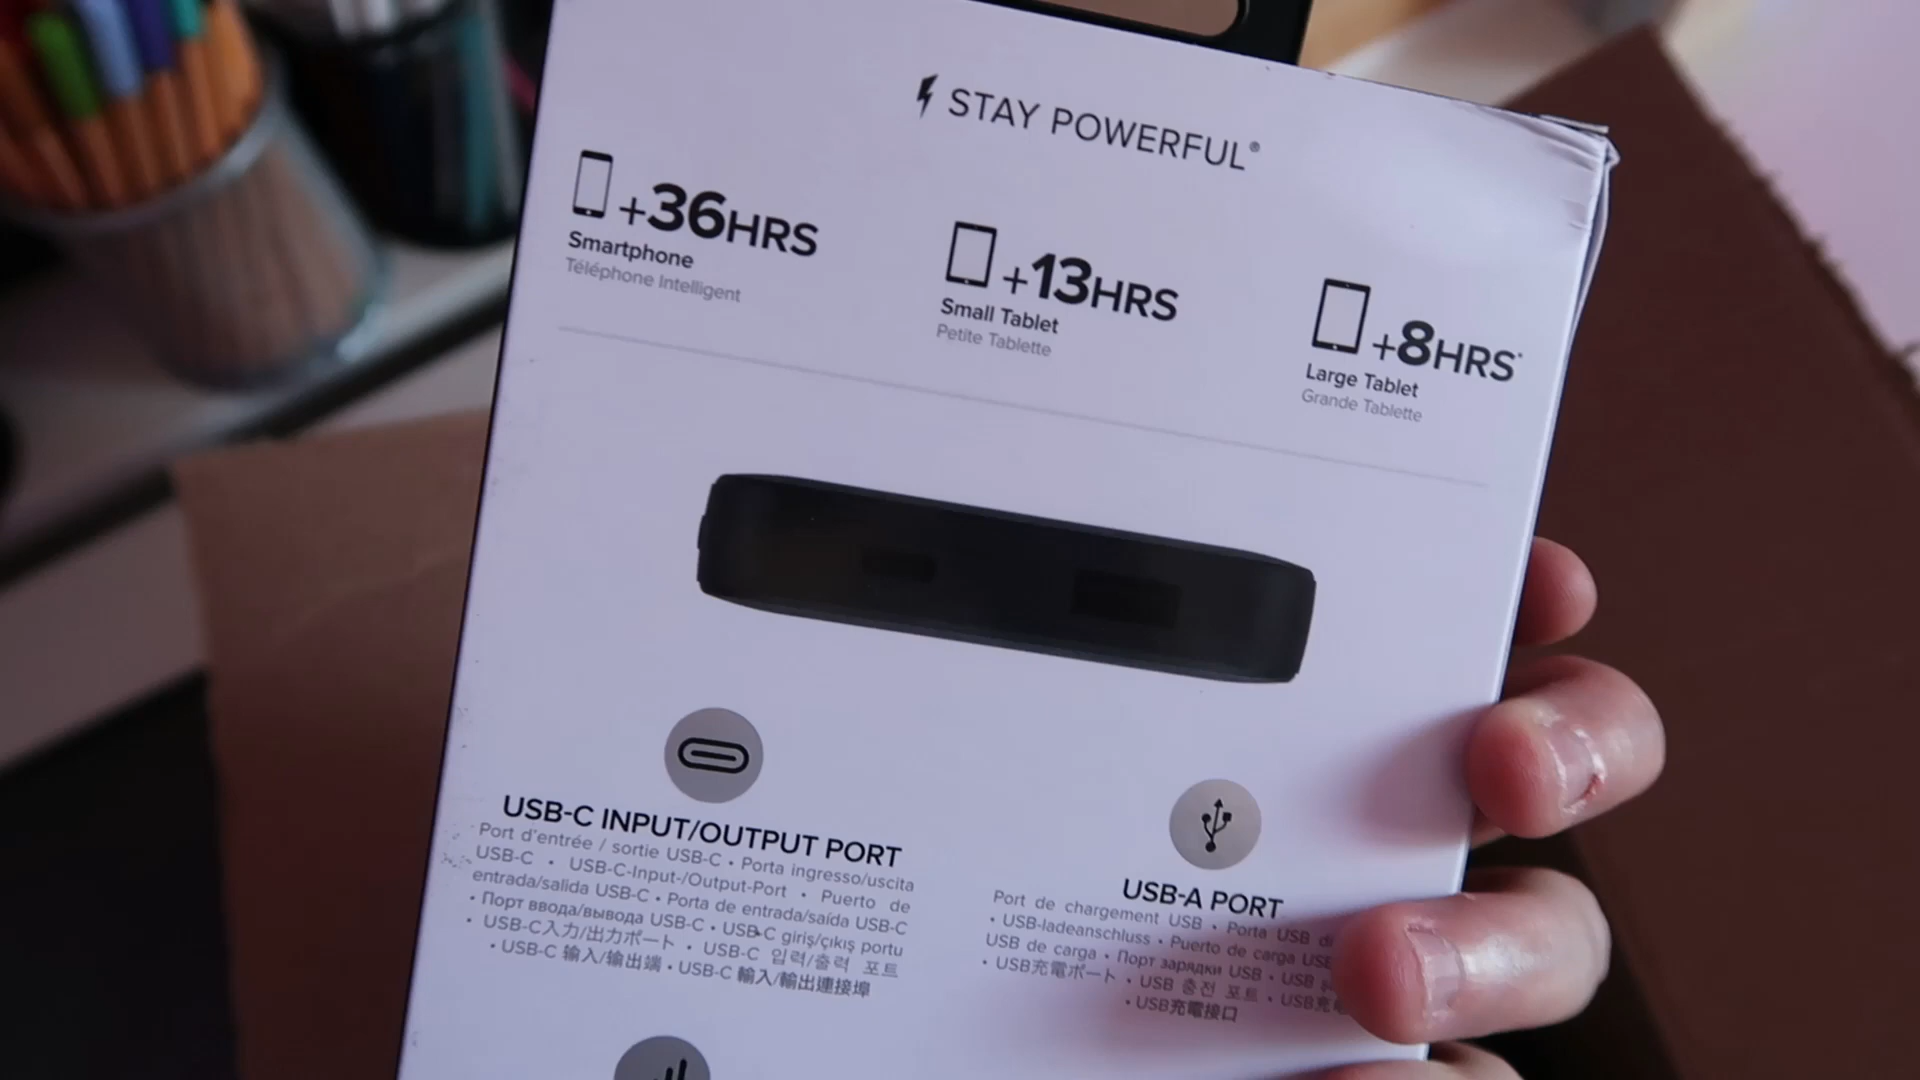 STAY POWERFUL®
+36HRS
Smartphone
Téléphone Intelligent
+13HRS
Small Tablet
Petite Tablette
+8HRS*
Large Tablet
Grande Tablette
USB-C INPUT/OUTPUT PORT
Port d'entrée / sortie USB-C • Porta ingresso/uscita
USB-C • USB-C-Input-/Output-Port • Puerto de
entrada/salida USB-C • Porta de entrada/saída USB-C
• Порт ввода/вывода USB-C • USB-C giriş/çıkış portu
• USB-C入力/出力ポート • USB-C 입력/출력 포트
• USB-C 输入/输出端 • USB-C 輸入/輸出連接埠
USB-A PORT
Port de chargement USB • Porta USB
• USB-ladeanschluss • Puerto de carga USB
USB de carga • Порт зарядки USB • USB
• USB充電ポート • USB 충전 포트 • USB充
• USB充電接口